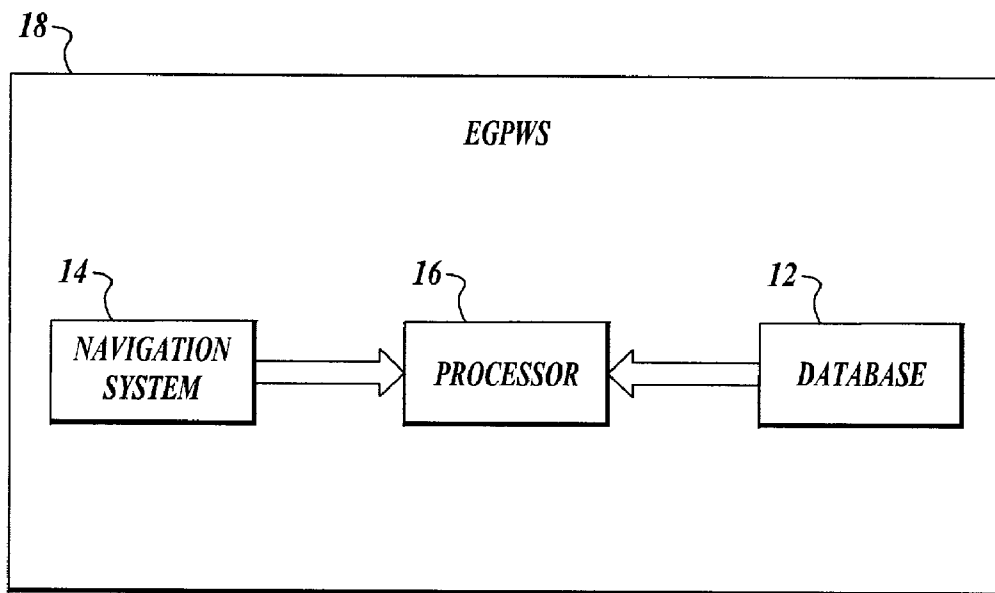 18
EGPWS
14
16
12
NAVIGATION
SYSTEM
PROCESSOR
DATABASE